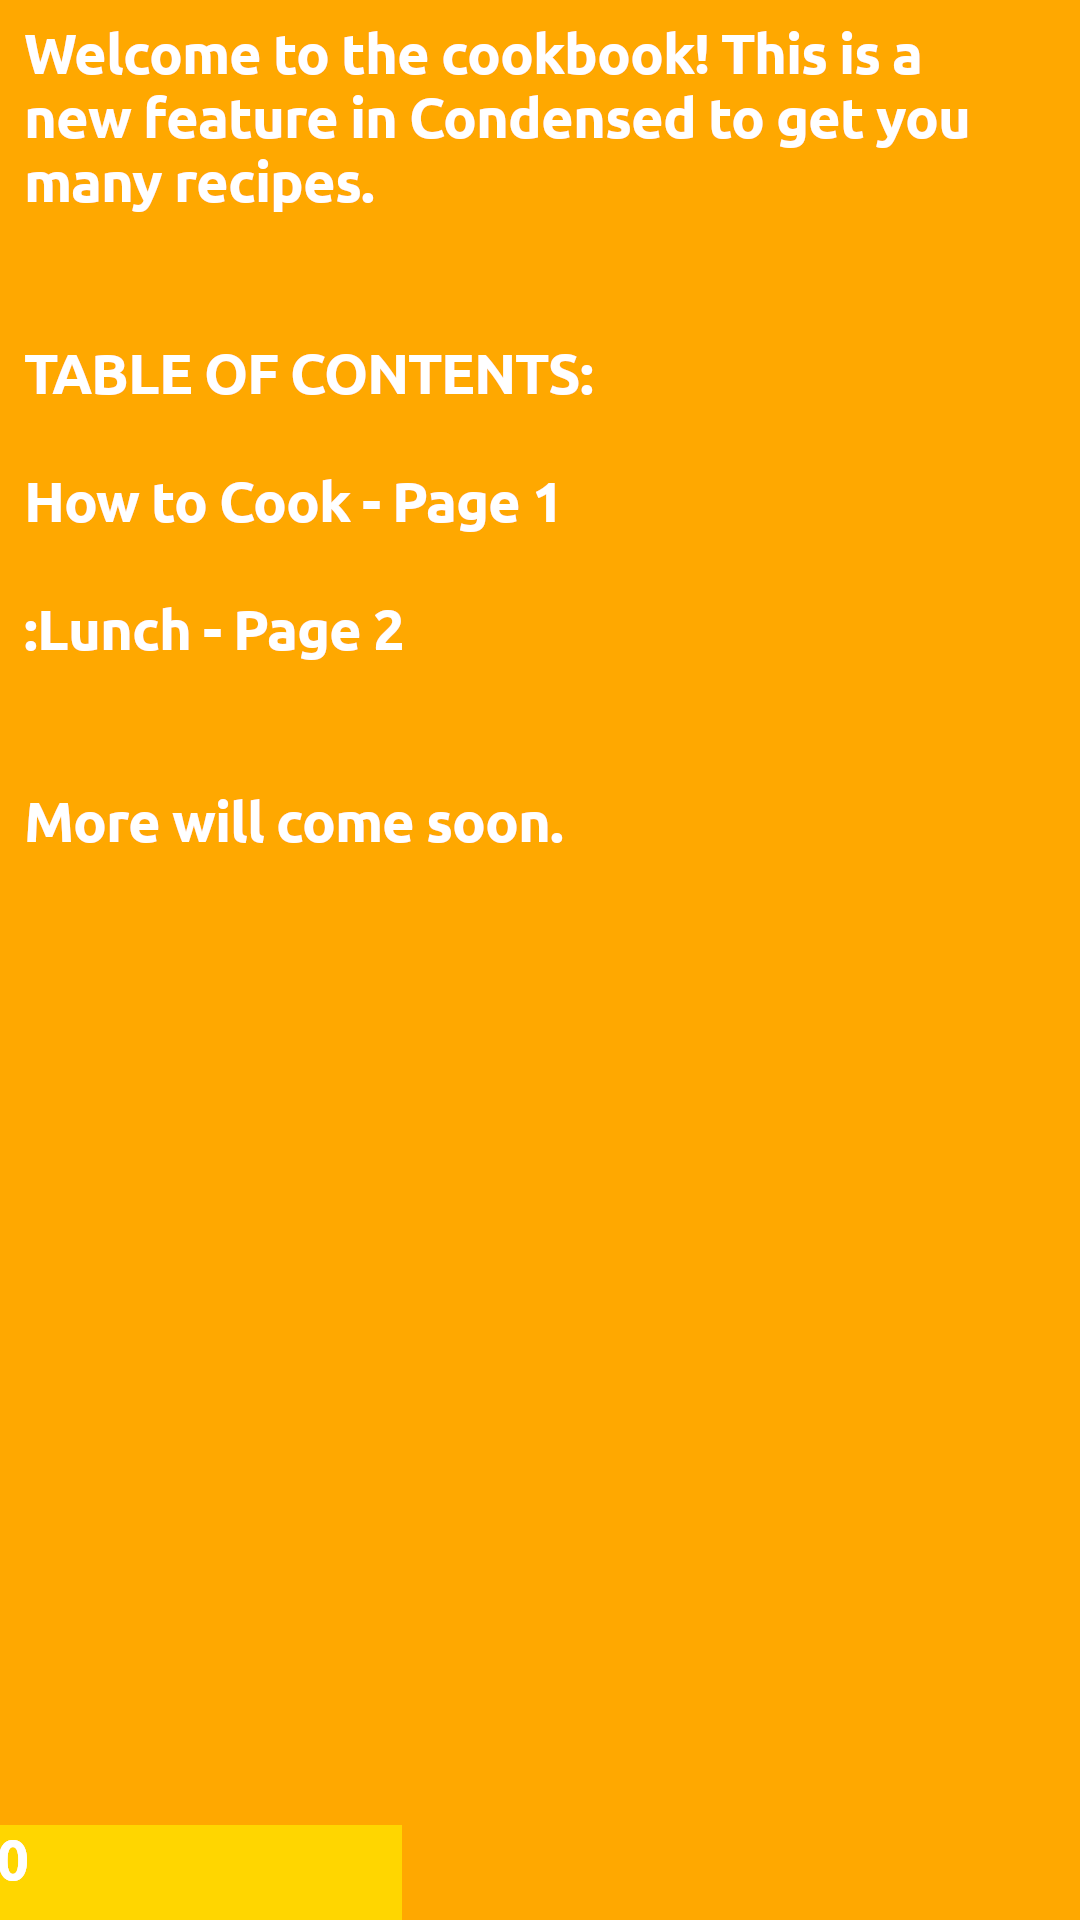 Welcome to the cookbook! This is a
new feature in Condensed to get you
many recipes.
TABLE OF CONTENTS:
How to Cook - Page 1
:Lunch - Page 2
More will come soon.
0